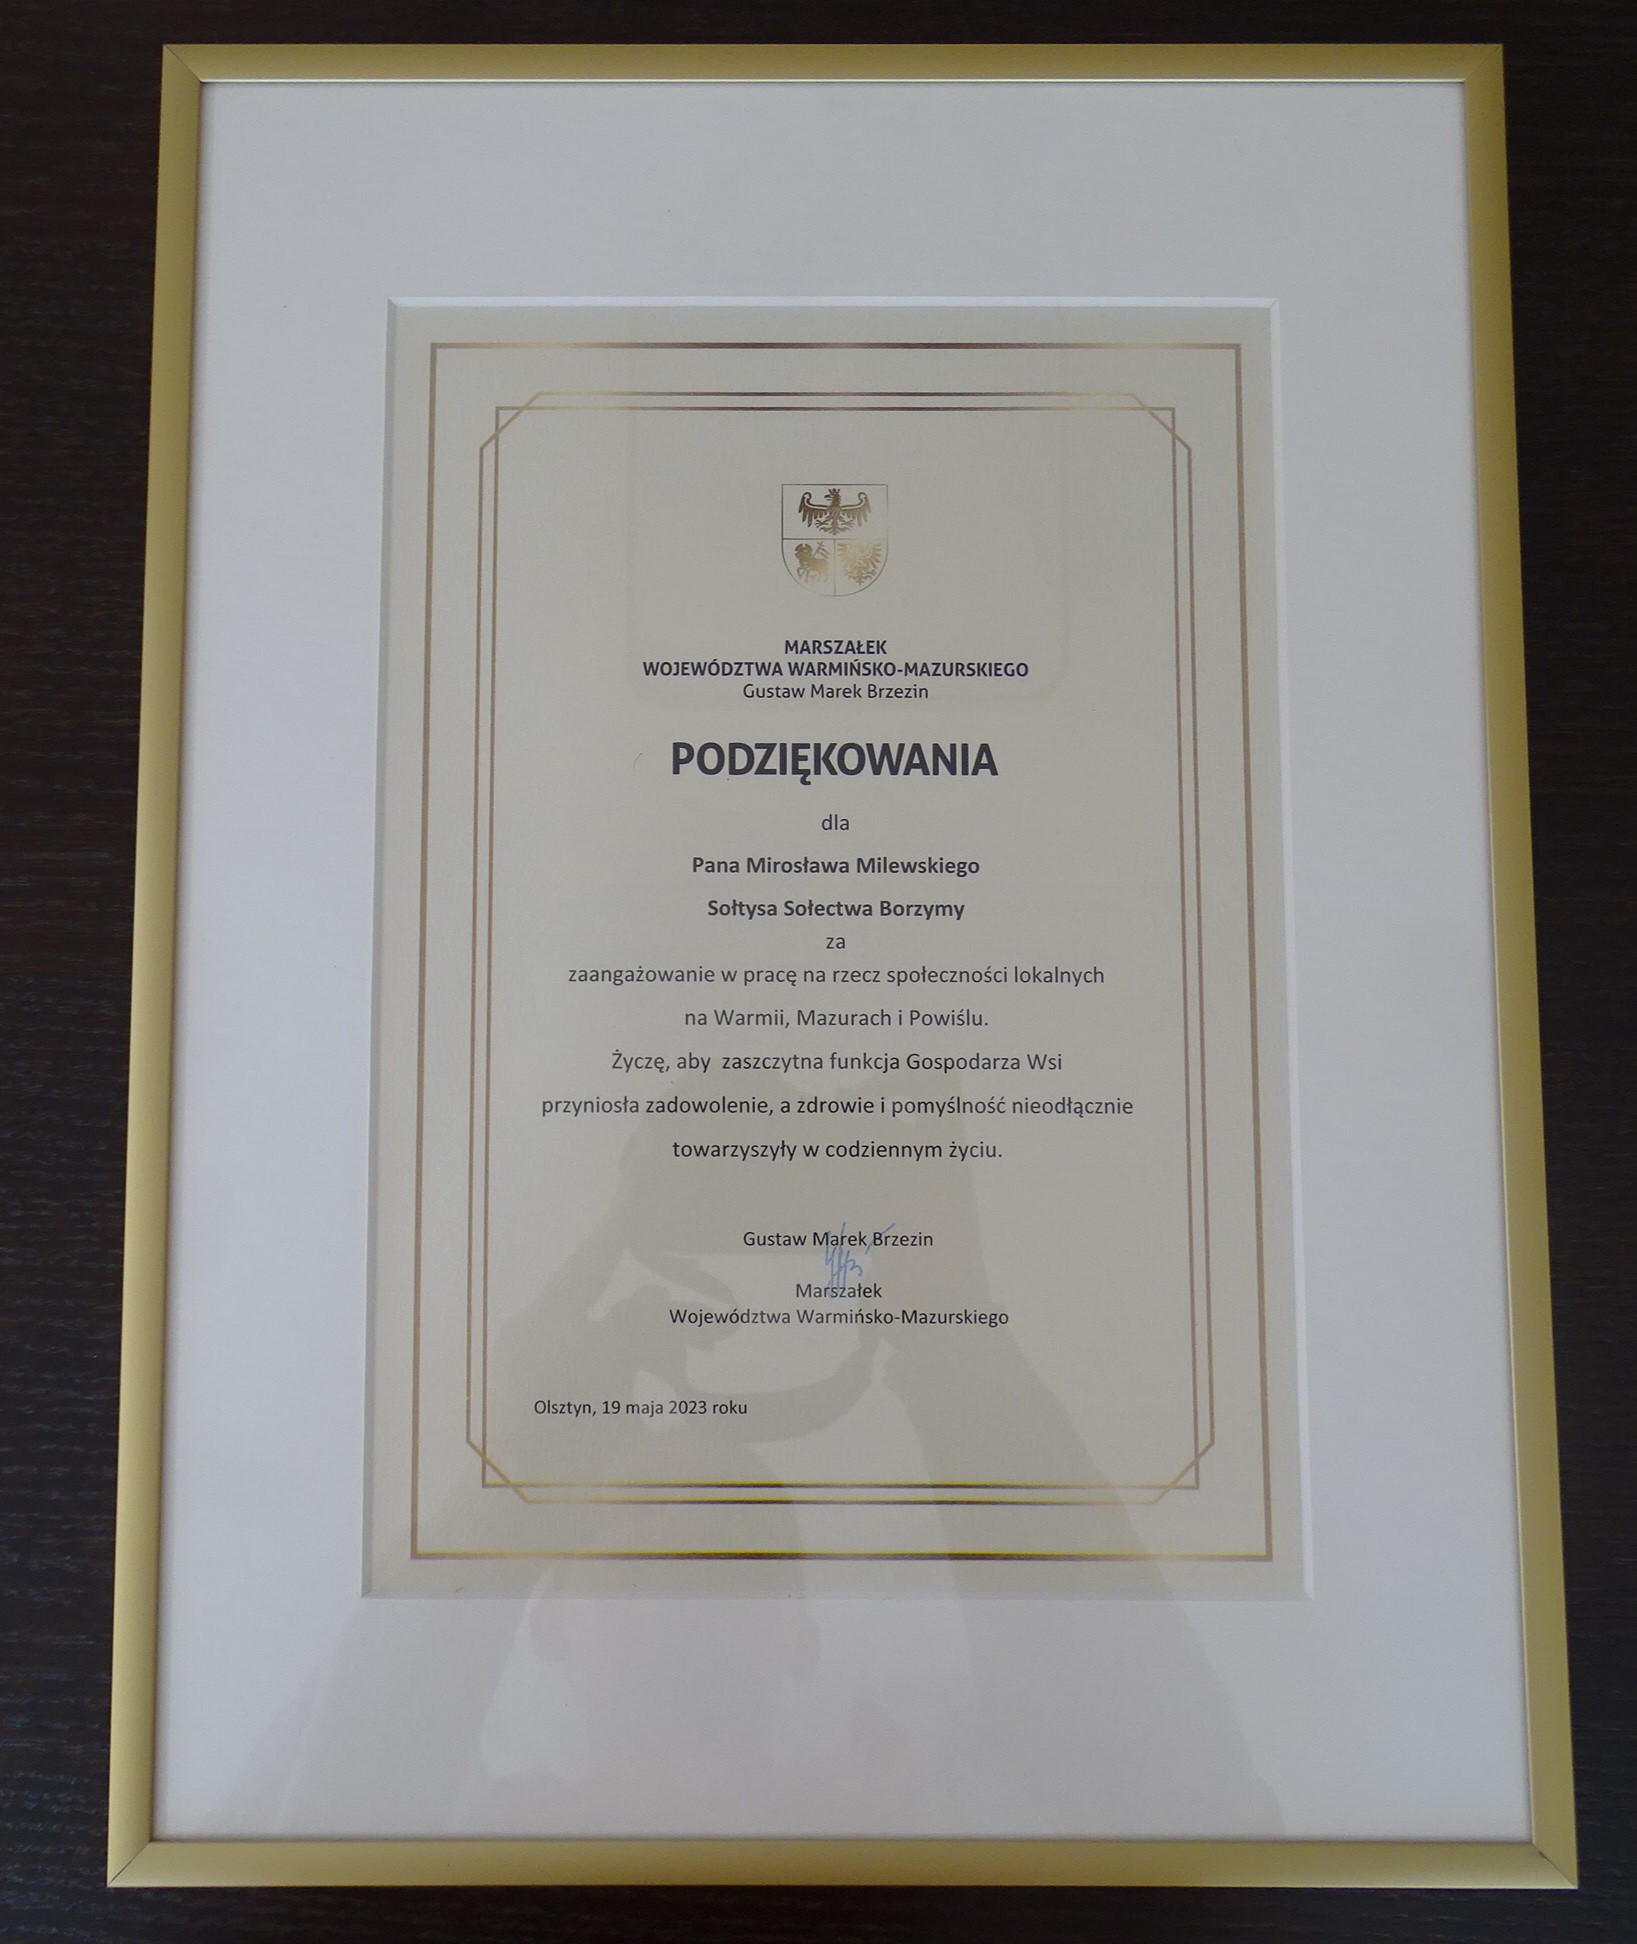 MARSZAŁEK
WOJEWÓDZTWA WARMIŃSKO-MAZURSKIEGO
Gustaw Marek Brzezin
PODZIĘKOWANIA
dla
Pana Mirosława Milewskiego
Sołtysa Sołectwa Borzymy
za
zaangażowanie w pracę na rzecz społeczności lokalnych
na Warmii, Mazurach i Powiślu.
Życzę, aby  zaszczytna funkcja Gospodarza Wsi
przyniosła zadowolenie, a zdrowie i pomyślność nieodłącznie
towarzyszyły w codziennym życiu.
Gustaw Marek Brzezin
Marszałek
Województwa Warmińsko-Mazurskiego
Olsztyn, 19 maja 2023 roku